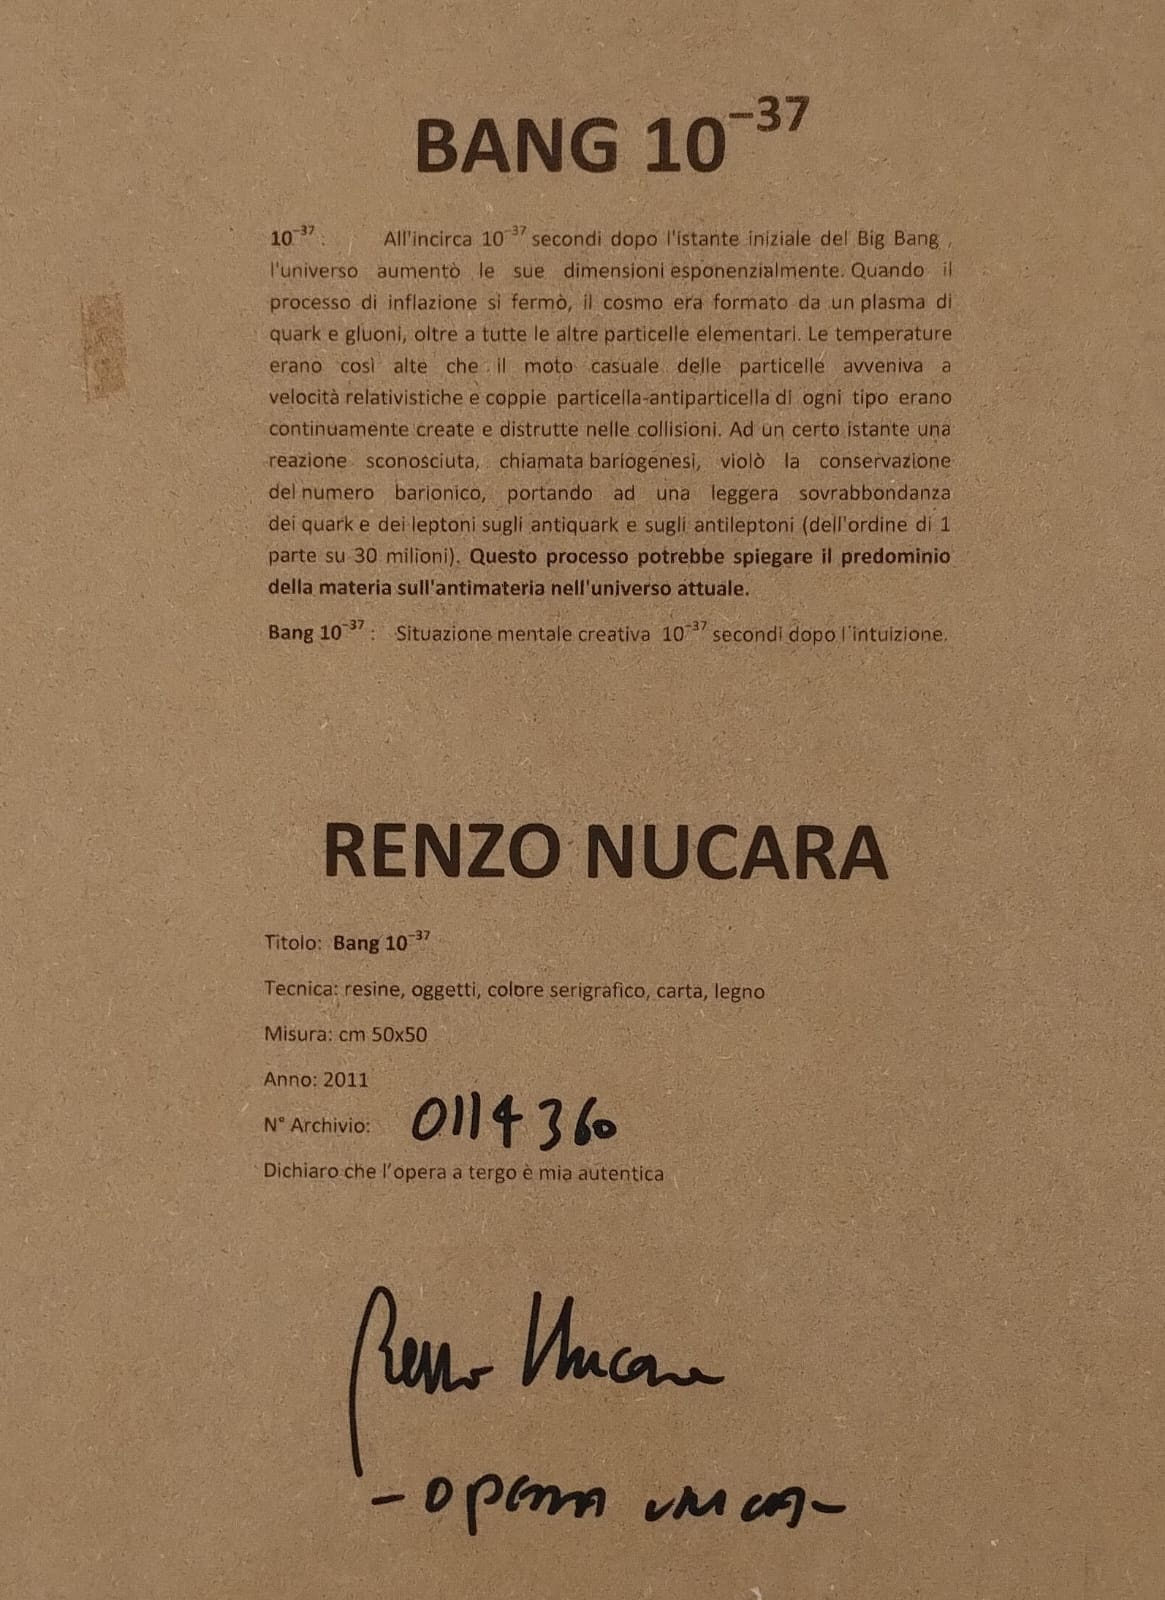 BANG 10⁻³⁷
10⁻³⁷: All'incirca 10⁻³⁷ secondi dopo l'istante iniziale del Big Bang ,
l'universo aumentò le sue dimensioni esponenzialmente. Quando il
processo di inflazione si fermò, il cosmo era formato da un plasma di
quark e gluoni, oltre a tutte le altre particelle elementari. Le temperature
erano così alte che il moto casuale delle particelle avveniva a
velocità relativistiche e coppie particella-antiparticella di ogni tipo erano
continuamente create e distrutte nelle collisioni. Ad un certo istante una
reazione sconosciuta, chiamata bariogenesi, violò la conservazione
del numero barionico, portando ad una leggera sovrabbondanza
dei quark e dei leptoni sugli antiquark e sugli antileptoni (dell'ordine di 1
parte su 30 milioni). Questo processo potrebbe spiegare il predominio
della materia sull'antimateria nell'universo attuale.
Bang 10⁻³⁷: Situazione mentale creativa 10⁻³⁷ secondi dopo l'intuizione.
RENZO NUCARA
Titolo: Bang 10⁻³⁷
Tecnica: resine, oggetti, colore serigrafico, carta, legno
Misura: cm 50x50
Anno: 2011
N° Archivio: 0114360
Dichiaro che l'opera a tergo è mia autentica
Renzo Nucara
- OPERA UNICA -